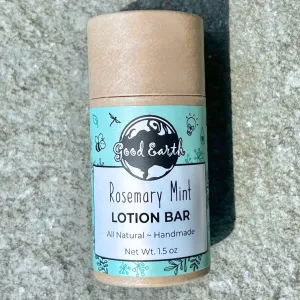 Good Earth
Rosemary Mint
LOTION BAR
All Natural ~ Handmade
Net Wt. 1.5 oz